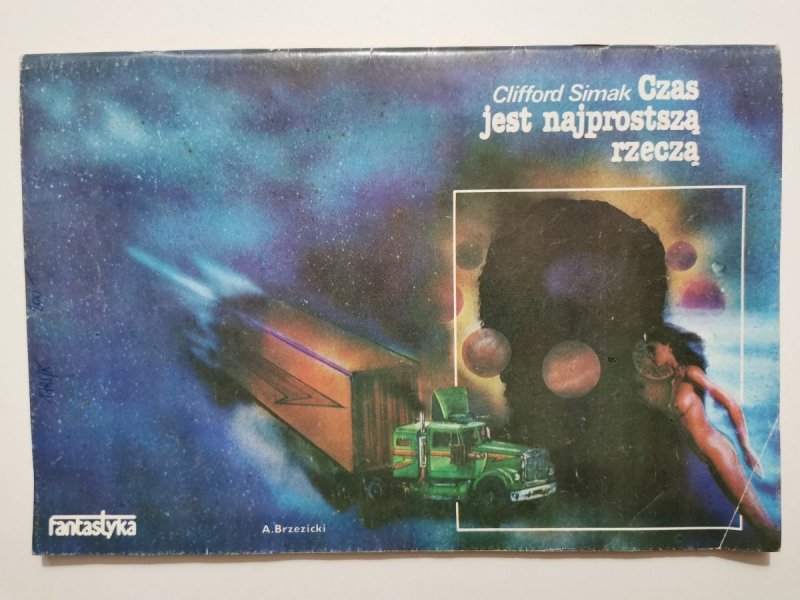 Clifford Simak Czas
jest najprostszą
rzeczą
fantastyka
A.Brzezicki